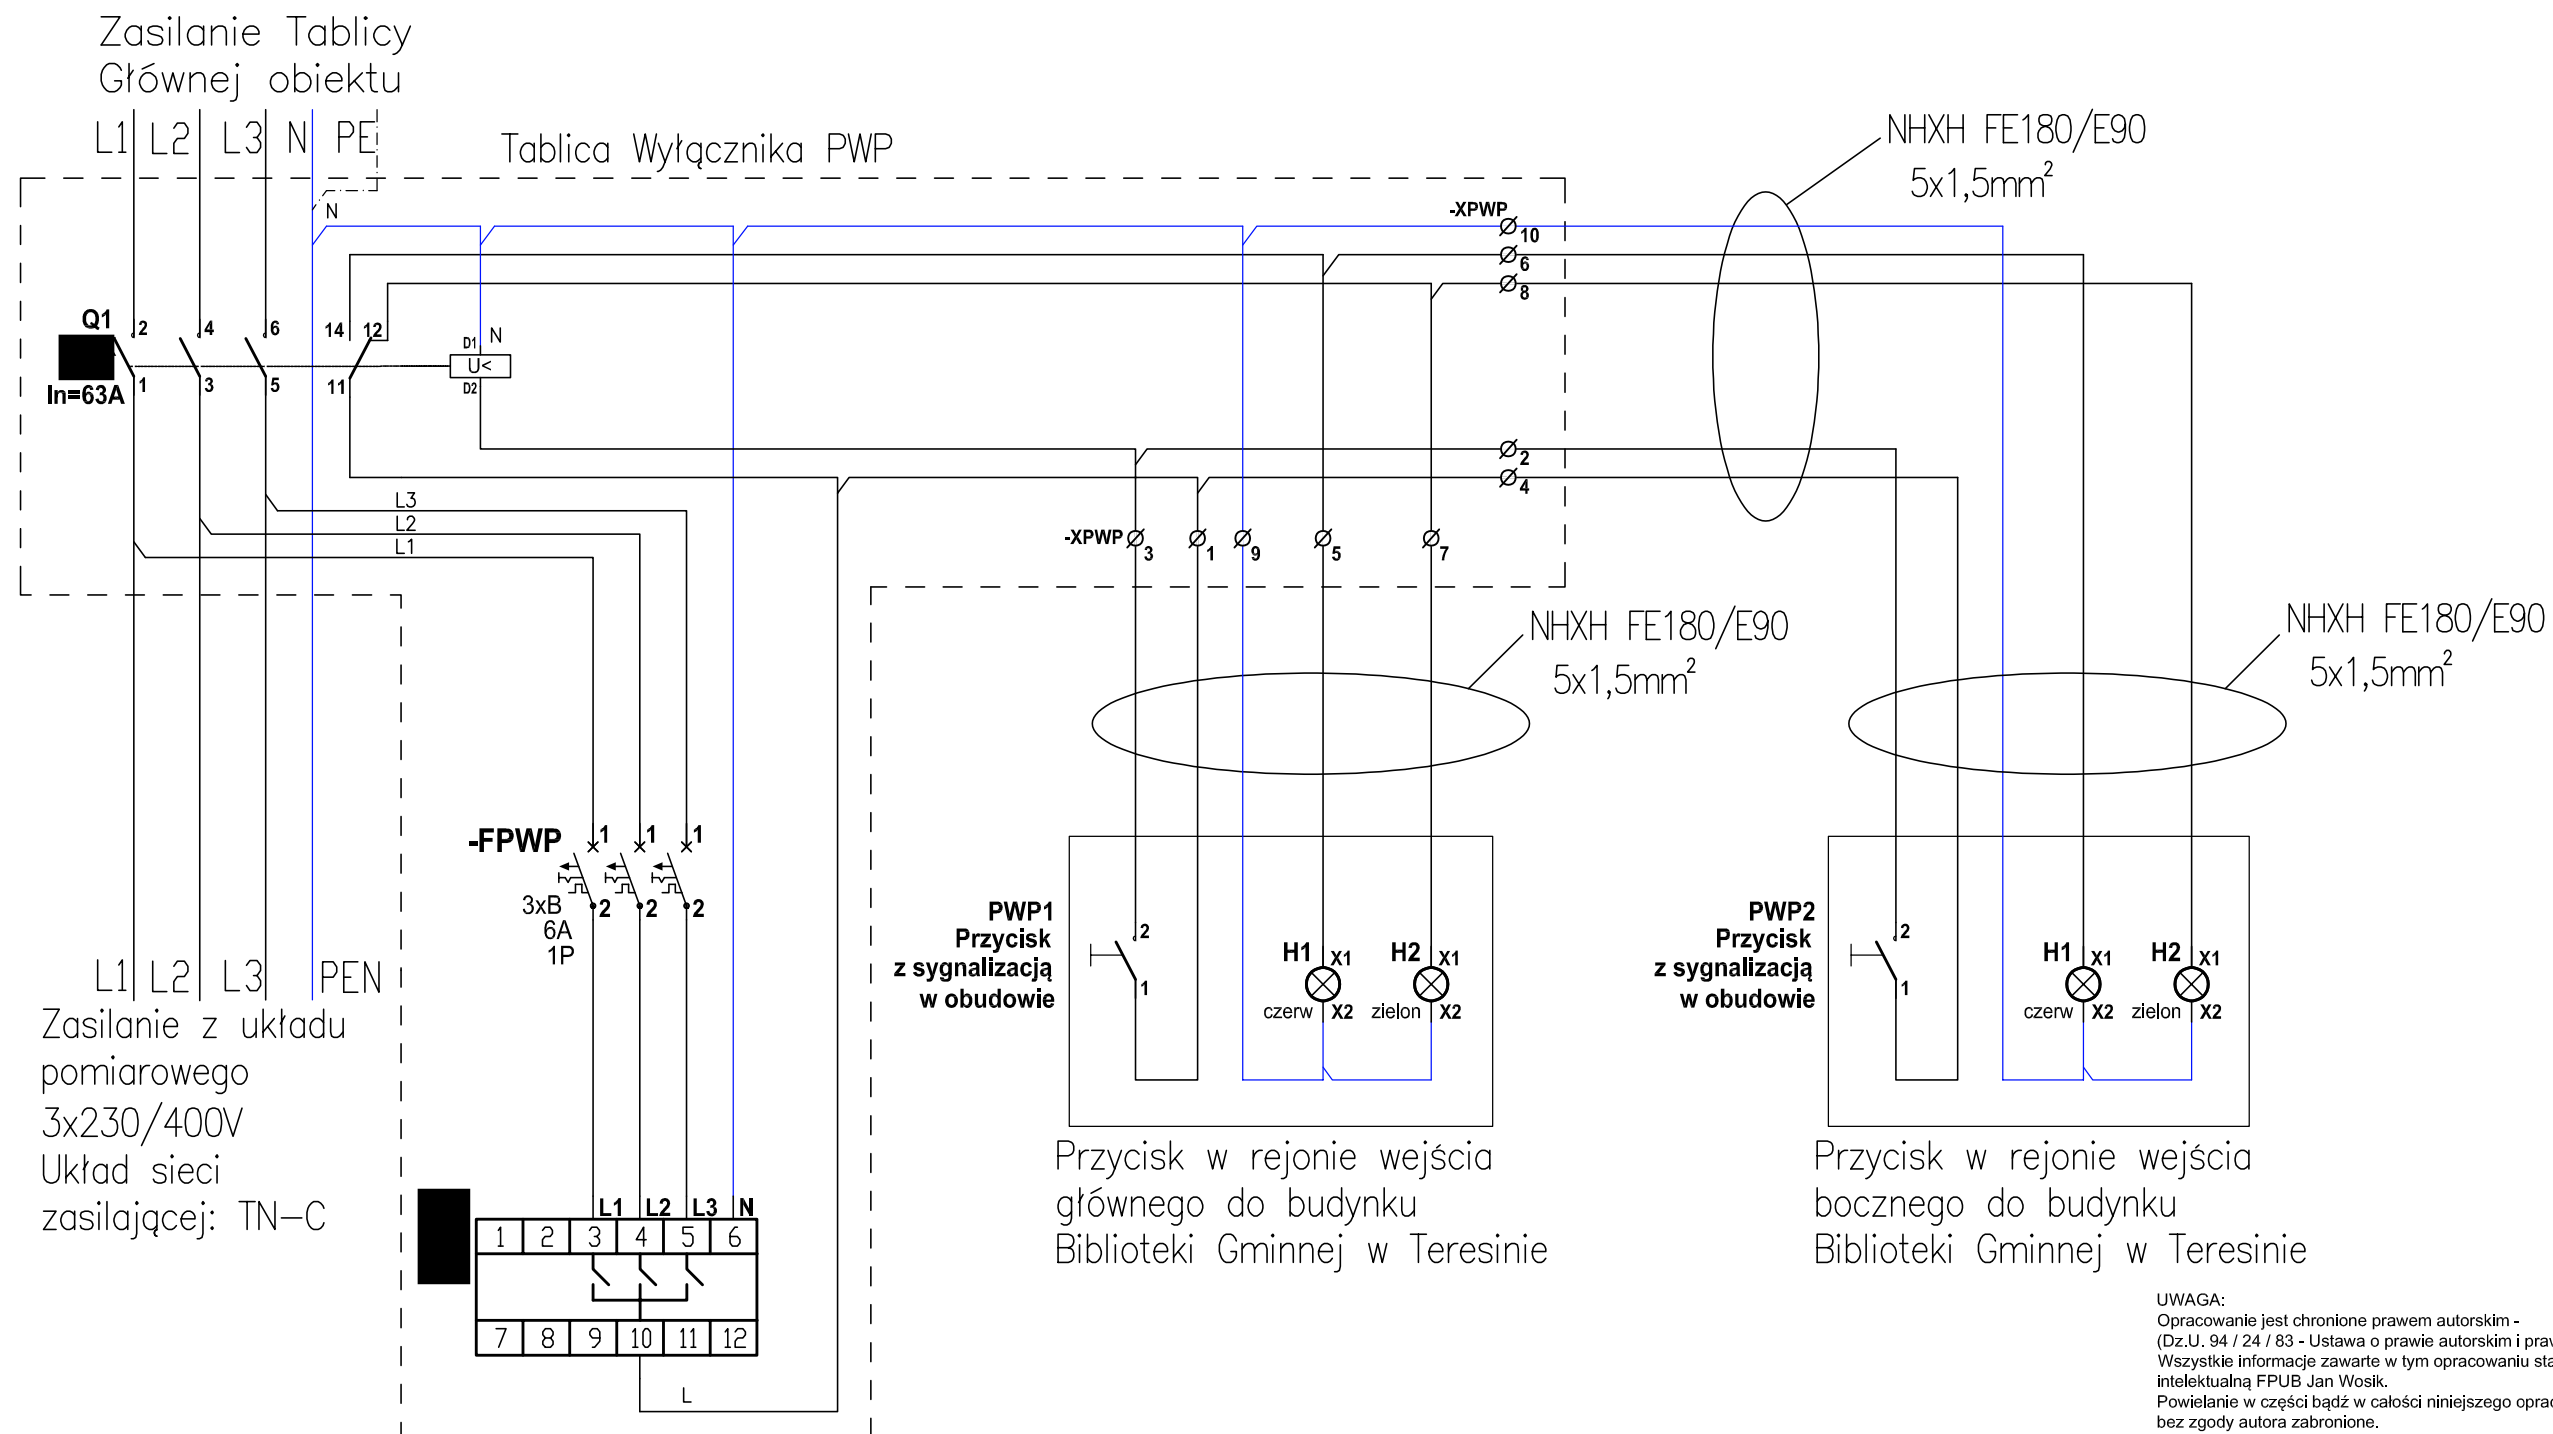 Zasilanie Tablicy
Głównej obiektu
L1 L2 L3 N PE
Tablica Wyłącznika PWP
NHXH FE180/E90
5x1,5mm²
N
-XPWP
10
6
8
Q1
2 4 6 14 12
D1 N
U<
D2
1 3 5 11
In=63A
2
4
L3
L2
L1
-XPWP 3 1 9 5 7
NHXH FE180/E90
5x1,5mm²
NHXH FE180/E90
5x1,5mm²
-FPWP 1 1 1
3xB 2 2 2
6A
1P
PWP1
Przycisk
z sygnalizacją
w obudowie
2
1
H1 X1
czerw X2
H2 X1
zielon X2
PWP2
Przycisk
z sygnalizacją
w obudowie
2
1
H1 X1
czerw X2
H2 X1
zielon X2
L1 L2 L3 PEN
Zasilanie z układu
pomiarowego
3x230/400V
Układ sieci
zasilającej: TN-C
Przycisk w rejonie wejścia
głównego do budynku
Biblioteki Gminnej w Teresinie
Przycisk w rejonie wejścia
bocznego do budynku
Biblioteki Gminnej w Teresinie
L1 L2 L3 N
1 2 3 4 5 6
7 8 9 10 11 12
L
UWAGA:
Opracowanie jest chronione prawem autorskim -
(Dz.U. 94 / 24 / 83 - Ustawa o prawie autorskim i
Wszystkie informacje zawarte w tym opracowaniu
intelektualną FPUB Jan Wosik.
Powielanie w części bądź w całości niniejszego
bez zgody autora zabronione.